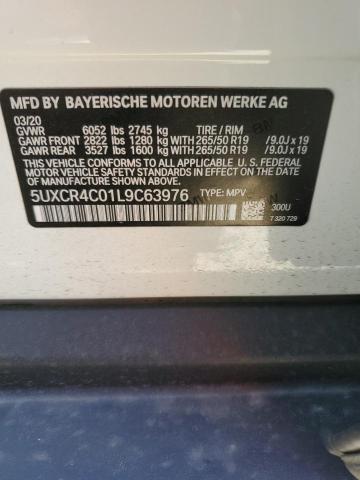 MFD BY BAYERISCHE MOTOREN WERKE AG
03/20
GVWR 6052 lbs 2745 kg TIRE / RIM
GAWR FRONT 2822 lbs 1280 kg WITH 265/50 R19 /9.0J x 19
GAWR REAR 3527 lbs 1600 kg WITH 265/50 R19 /9.0J x 19
THIS VEHICLE CONFORMS TO ALL APPLICABLE U. S. FEDERAL
MOTOR VEHICLE SAFETY STANDARDS IN EFFECT ON THE
DATE OF MANUFACTURE SHOWN ABOVE.
5UXCR4C01L9C63976 TYPE: MPV
300U
7 320 729